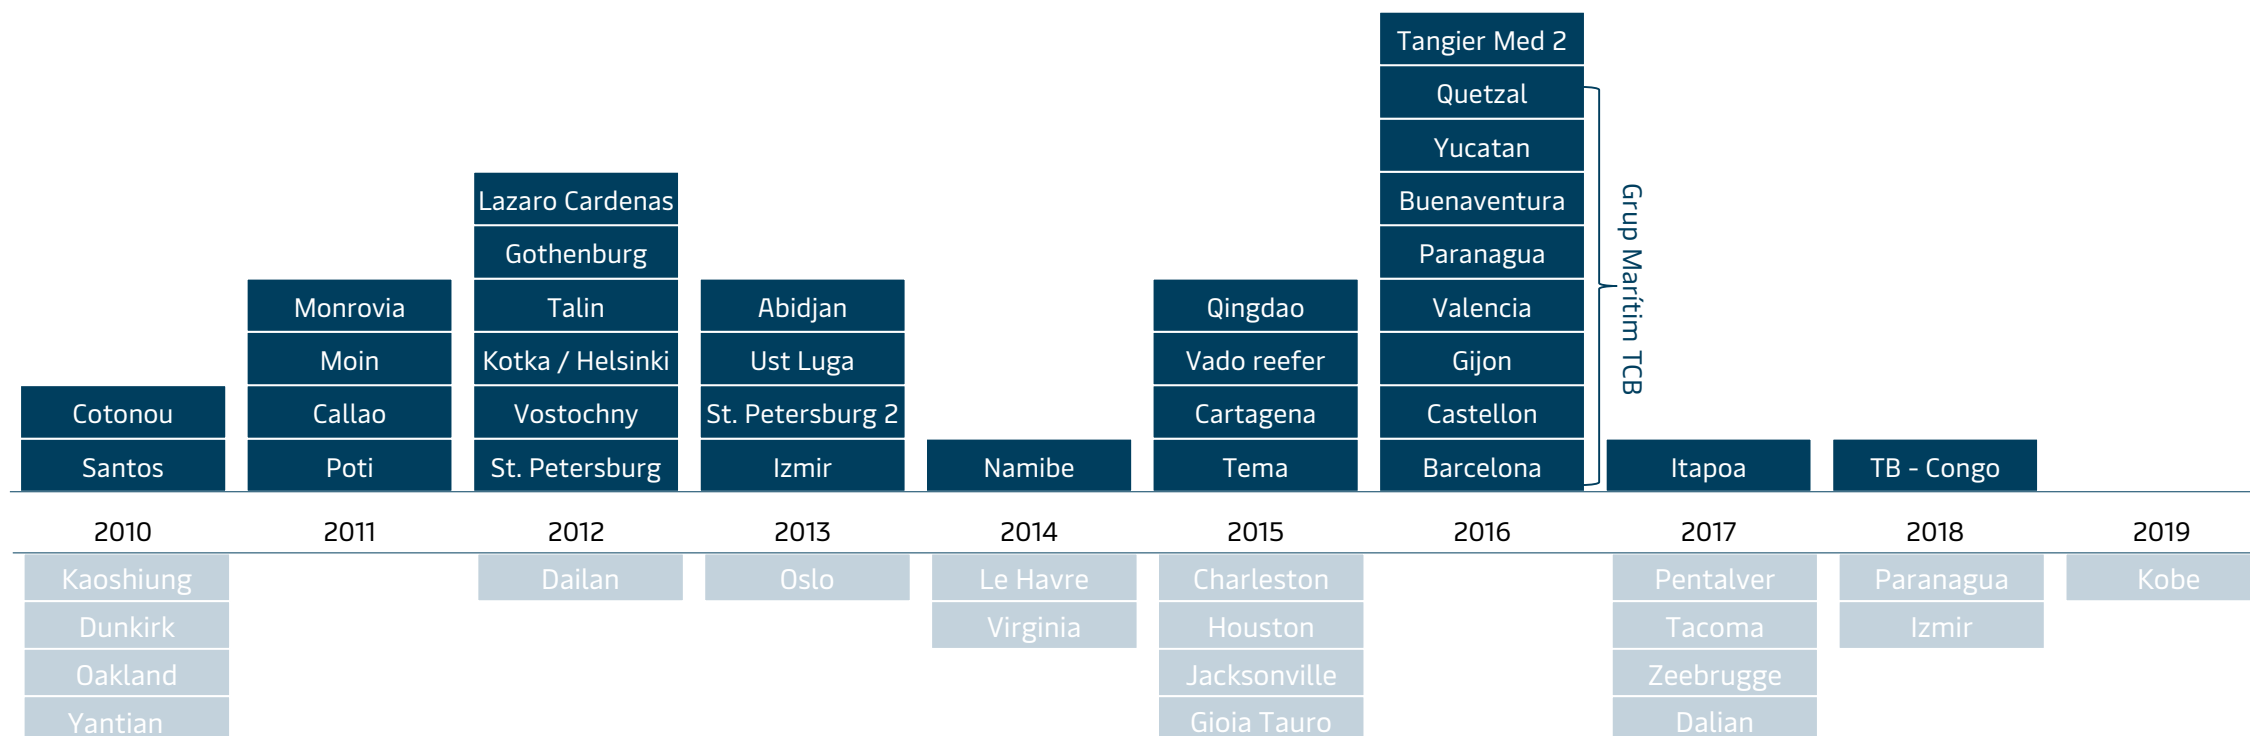 Tangier Med 2
Quetzal
Yucatan
Lazaro Cardenas
Buenaventura
Gothenburg
Paranagua
Monrovia
Talin
Abidjan
Qingdao
Valencia
Moin
Kotka / Helsinki
Ust Luga
Vado reefer
Gijon
Cotonou
Callao
Vostochny
St. Petersburg 2
Cartagena
Castellon
Santos
Poti
St. Petersburg
Izmir
Namibe
Tema
Barcelona
Itapoa
TB - Congo
Grup Marítim TCB
2010 2011 2012 2013 2014 2015 2016 2017 2018 2019
Kaoshiung
Dailan
Oslo
Le Havre
Charleston
Pentalver
Paranagua
Kobe
Dunkirk
Virginia
Houston
Tacoma
Izmir
Oakland
Jacksonville
Zeebrugge
Yantian
Gioia Tauro
Dalian